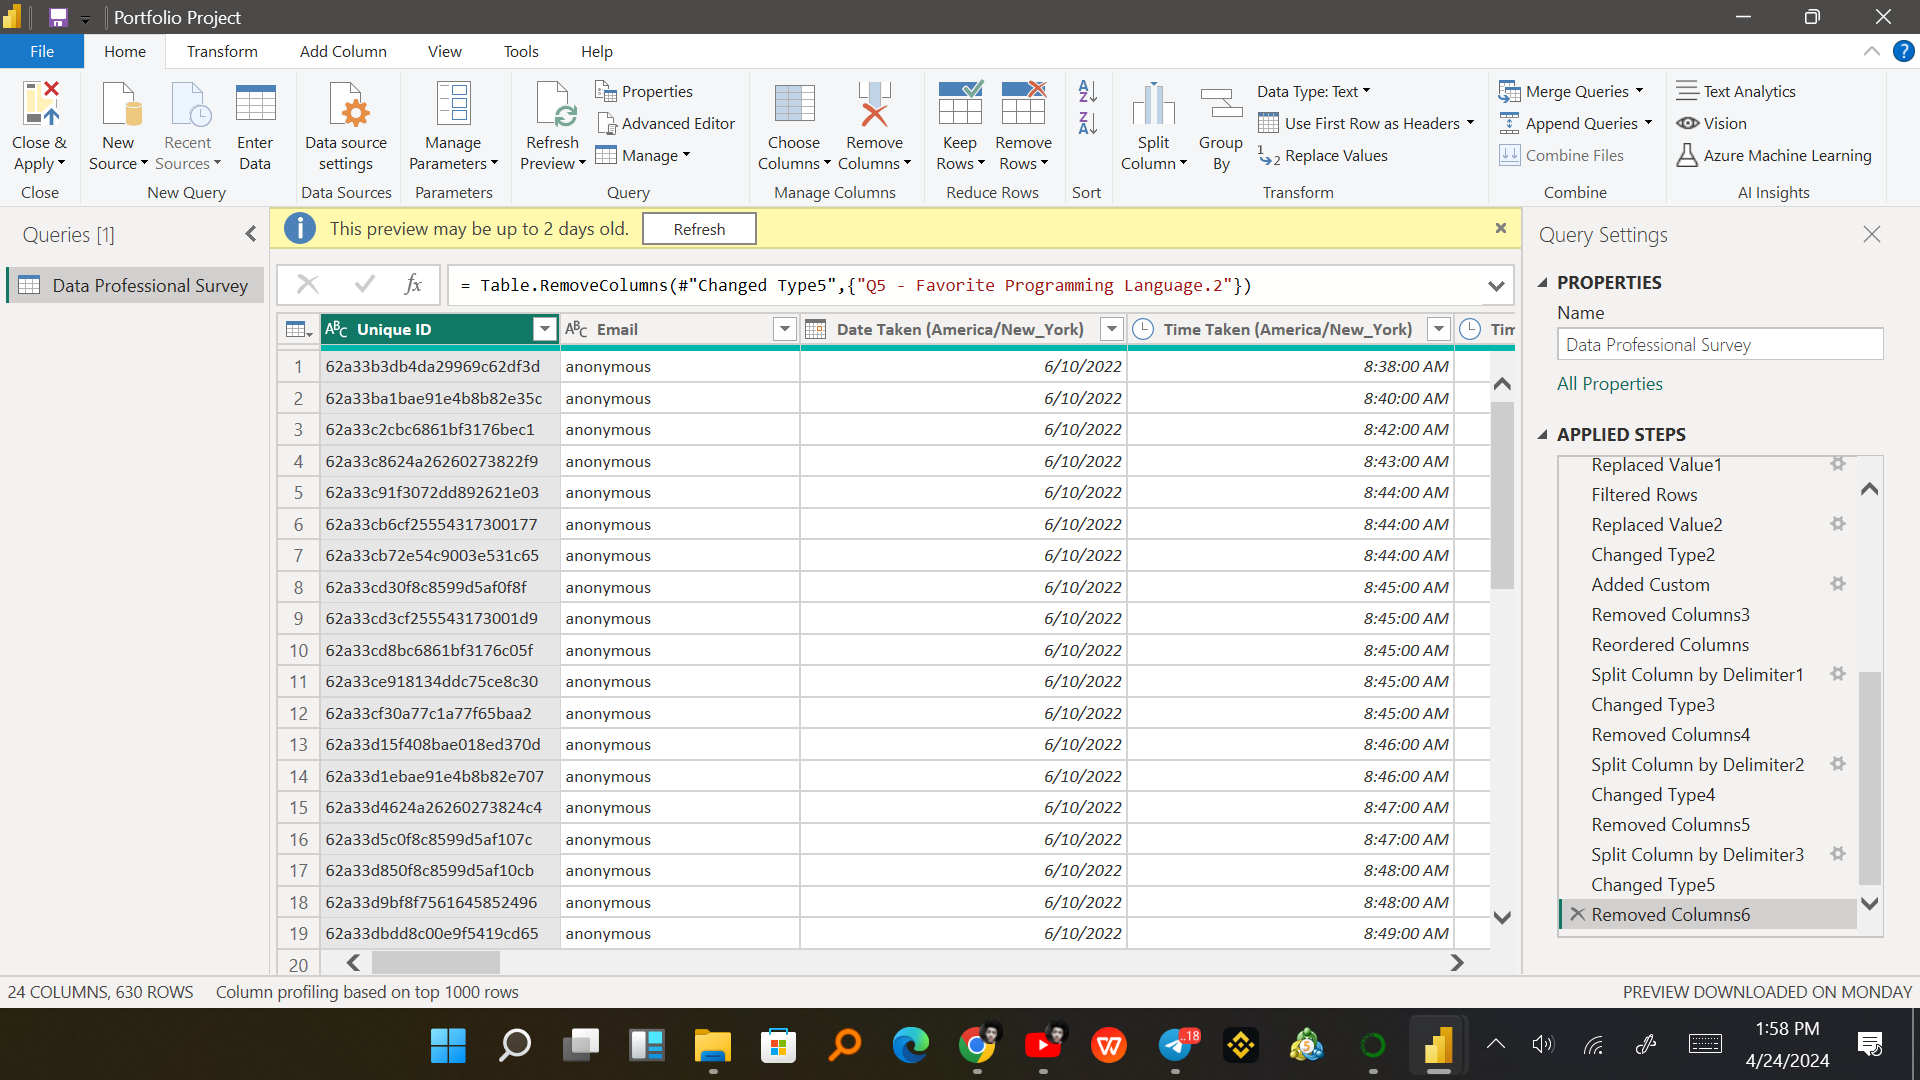 Portfolio Project
File Home Transform Add Column View Tools Help
Close & Apply
New Source
Recent Sources
Enter Data
Data source settings
Manage Parameters
Refresh Preview
Properties
Advanced Editor
Manage
Choose Columns
Remove Columns
Keep Rows
Remove Rows
Split Column
Group By
Data Type: Text
Use First Row as Headers
1 2 Replace Values
Merge Queries
Append Queries
Combine Files
Text Analytics
Vision
Azure Machine Learning
Close New Query Data Sources Parameters Query Manage Columns Reduce Rows Sort Transform Combine AI Insights
Queries [1]
Data Professional Survey
This preview may be up to 2 days old. Refresh
fx = Table.RemoveColumns(#"Changed Type5",{"Q5 - Favorite Programming Language.2"})
ABC Unique ID ABC Email Date Taken (America/New_York) Time Taken (America/New_York) Tim
1 62a33b3db4da29969c62df3d anonymous 6/10/2022 8:38:00 AM
2 62a33ba1bae91e4b8b82e35c anonymous 6/10/2022 8:40:00 AM
3 62a33c2cbc6861bf3176bec1 anonymous 6/10/2022 8:42:00 AM
4 62a33c8624a26260273822f9 anonymous 6/10/2022 8:43:00 AM
5 62a33c91f3072dd892621e03 anonymous 6/10/2022 8:44:00 AM
6 62a33cb6cf25554317300177 anonymous 6/10/2022 8:44:00 AM
7 62a33cb72e54c9003e531c65 anonymous 6/10/2022 8:44:00 AM
8 62a33cd30f8c8599d5af0f8f anonymous 6/10/2022 8:45:00 AM
9 62a33cd3cf255543173001d9 anonymous 6/10/2022 8:45:00 AM
10 62a33cd8bc6861bf3176c05f anonymous 6/10/2022 8:45:00 AM
11 62a33ce918134ddc75ce8c30 anonymous 6/10/2022 8:45:00 AM
12 62a33cf30a77c1a77f65baa2 anonymous 6/10/2022 8:45:00 AM
13 62a33d15f408bae018ed370d anonymous 6/10/2022 8:46:00 AM
14 62a33d1ebae91e4b8b82e707 anonymous 6/10/2022 8:46:00 AM
15 62a33d4624a26260273824c4 anonymous 6/10/2022 8:47:00 AM
16 62a33d5c0f8c8599d5af107c anonymous 6/10/2022 8:47:00 AM
17 62a33d850f8c8599d5af10cb anonymous 6/10/2022 8:48:00 AM
18 62a33d9bf8f7561645852496 anonymous 6/10/2022 8:48:00 AM
19 62a33dbdd8c00e9f5419cd65 anonymous 6/10/2022 8:49:00 AM
20
Query Settings
PROPERTIES
Name
Data Professional Survey
All Properties
APPLIED STEPS
Replaced Value1
Filtered Rows
Replaced Value2
Changed Type2
Added Custom
Removed Columns3
Reordered Columns
Split Column by Delimiter1
Changed Type3
Removed Columns4
Split Column by Delimiter2
Changed Type4
Removed Columns5
Split Column by Delimiter3
Changed Type5
Removed Columns6
24 COLUMNS, 630 ROWS Column profiling based on top 1000 rows PREVIEW DOWNLOADED ON MONDAY
..18
5
1:58 PM
4/24/2024